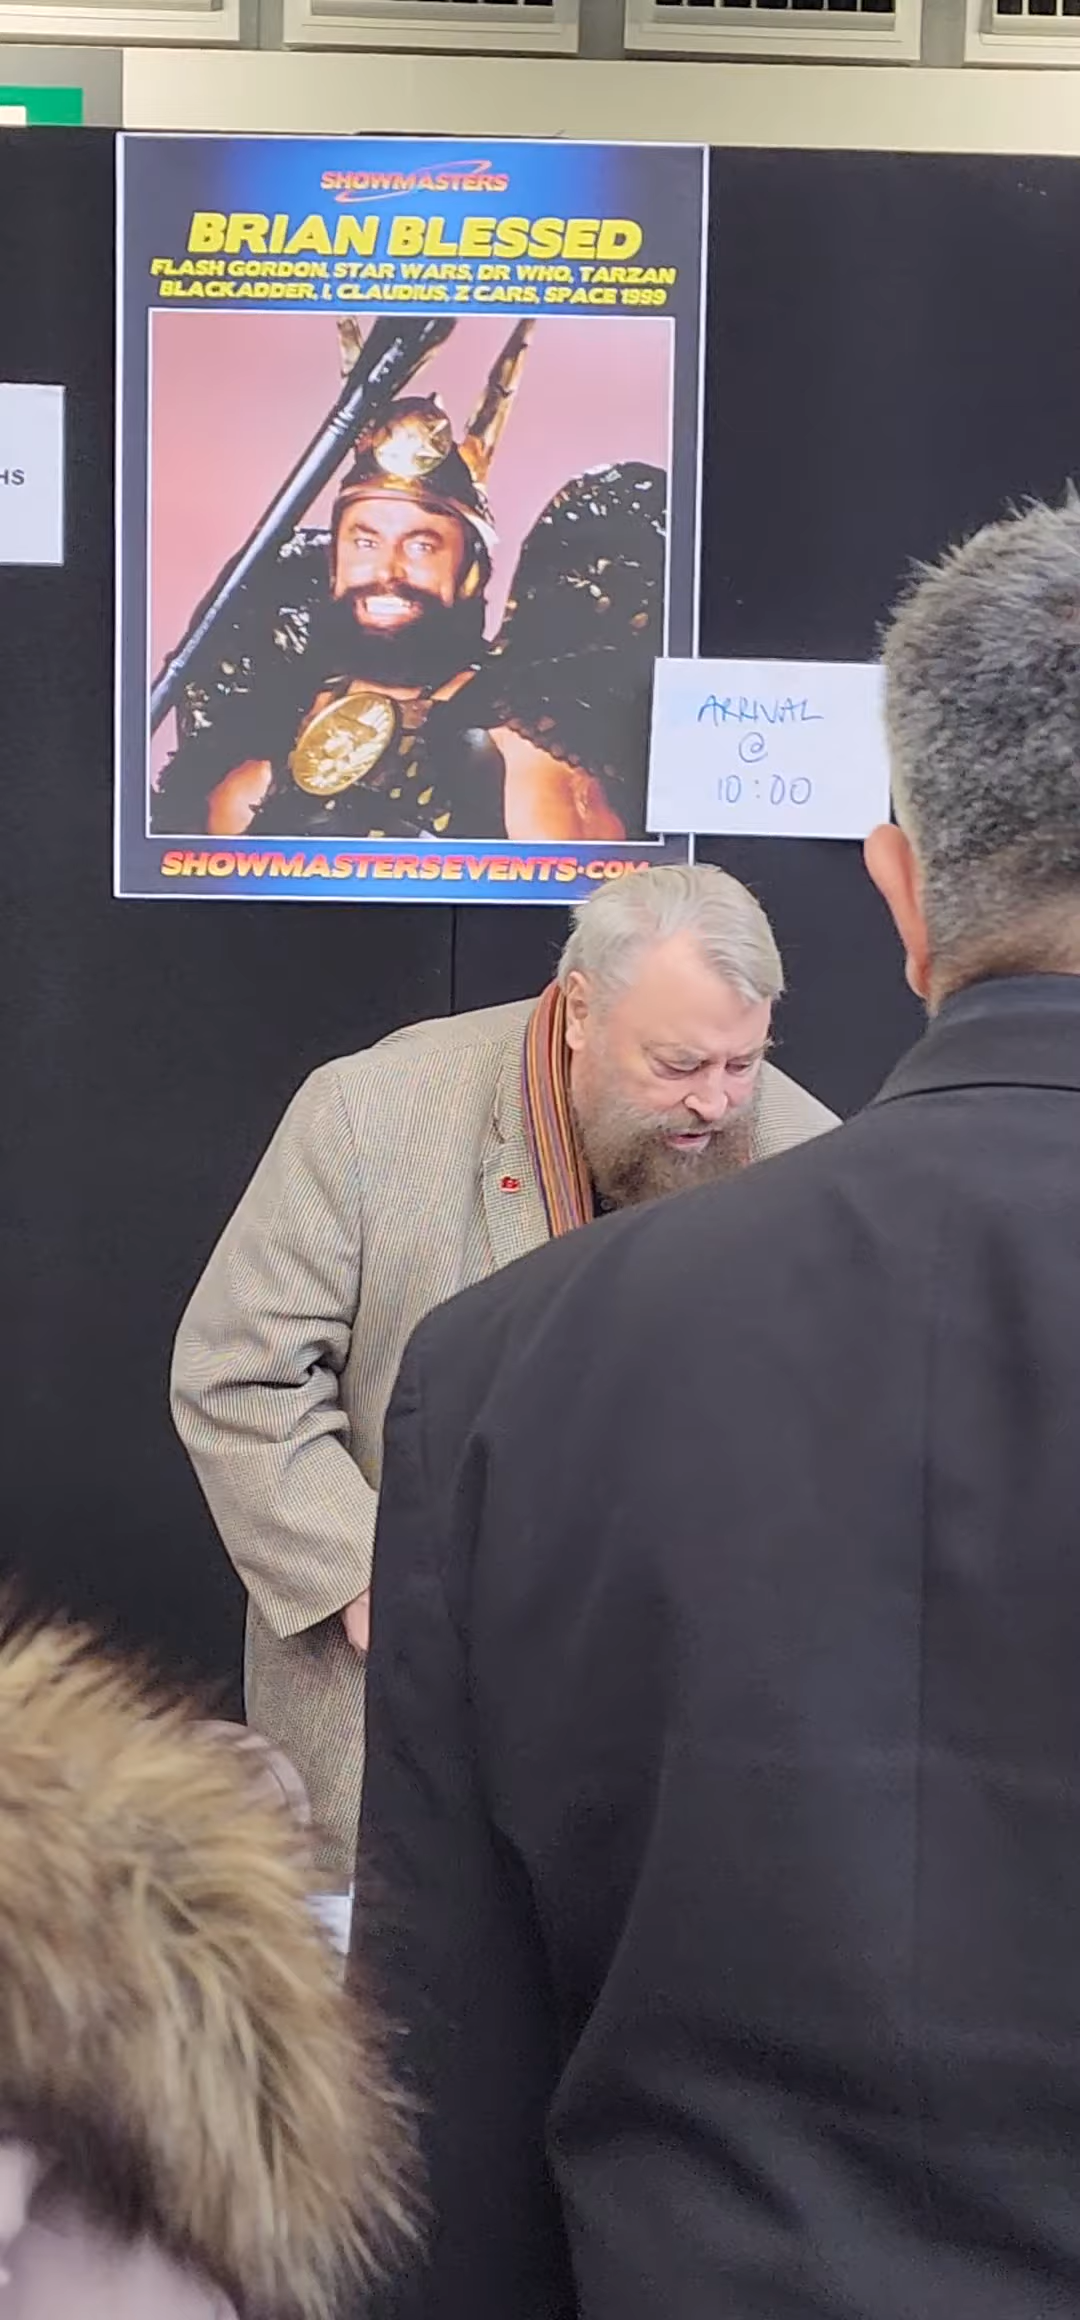 SHOWMASTERS
BRIAN BLESSED
FLASH GORDON, STAR WARS, DR WHO, TARZAN
BLACKADDER, I, CLAUDIUS, Z CARS, SPACE 1999
HS
ARRIVAL
@
10:00
SHOWMASTERSEVENTS.COM